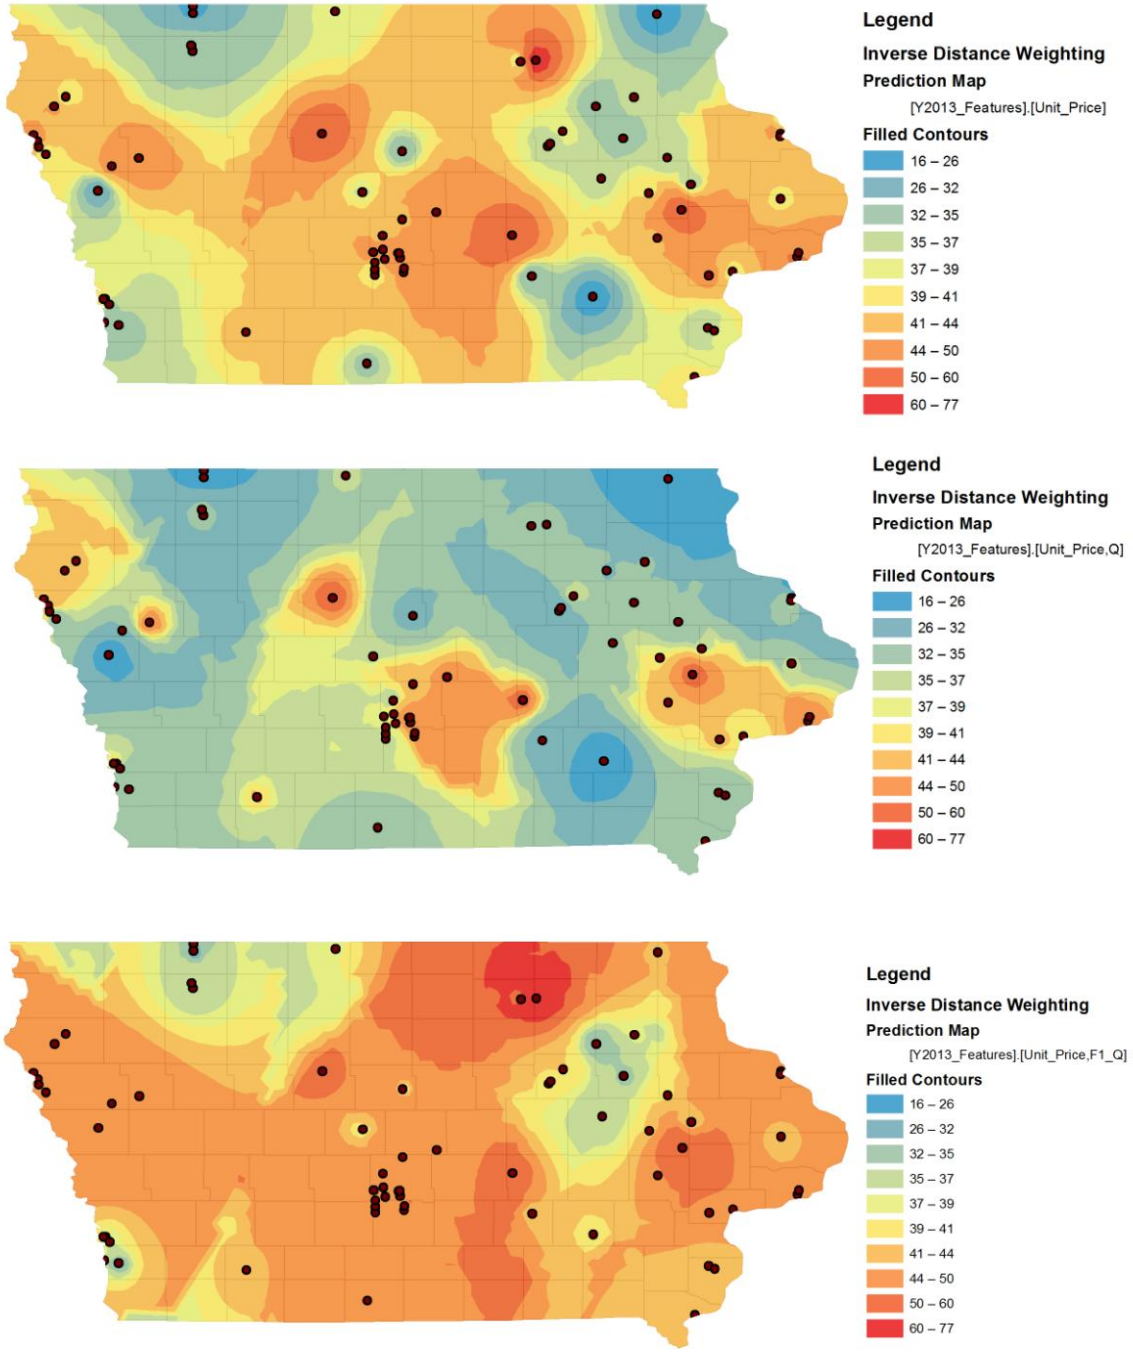 Legend
Inverse Distance Weighting
Prediction Map
[Y2013_Features].[Unit_Price]
Filled Contours
16 – 26
26 – 32
32 – 35
35 – 37
37 – 39
39 – 41
41 – 44
44 – 50
50 – 60
60 – 77
Legend
Inverse Distance Weighting
Prediction Map
[Y2013_Features].[Unit_Price,Q]
Filled Contours
16 – 26
26 – 32
32 – 35
35 – 37
37 – 39
39 – 41
41 – 44
44 – 50
50 – 60
60 – 77
Legend
Inverse Distance Weighting
Prediction Map
[Y2013_Features].[Unit_Price,F1_Q]
Filled Contours
16 – 26
26 – 32
32 – 35
35 – 37
37 – 39
39 – 41
41 – 44
44 – 50
50 – 60
60 – 77